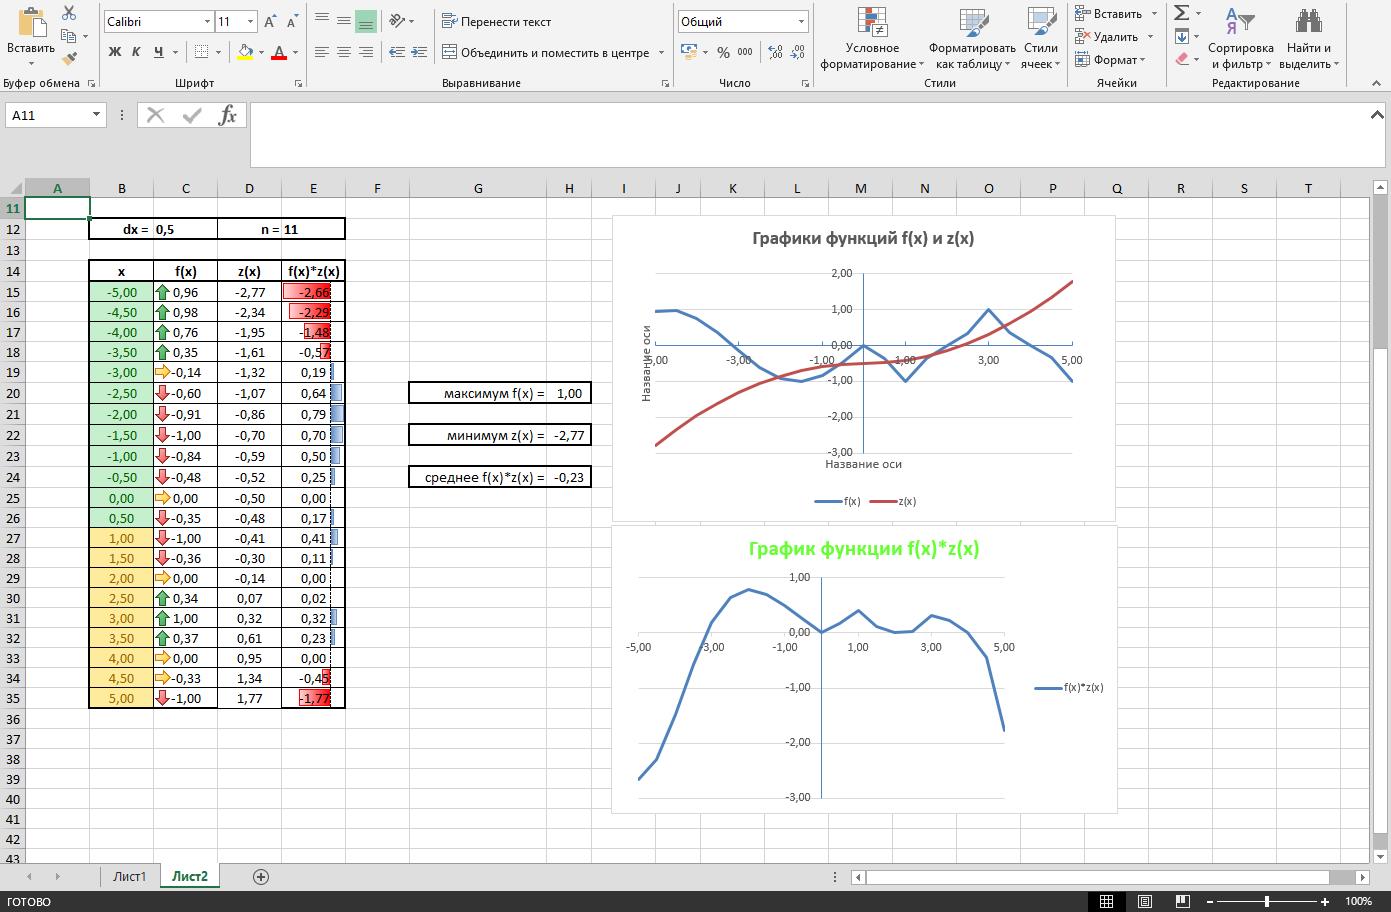 Calibri 11
Вставить
Ж К Ч
Буфер обмена
Шрифт
Перенести текст
Объединить и поместить в центре
Выравнивание
Общий
% 000
Число
Условное форматирование
Форматировать как таблицу
Стили ячеек
Стили
Вставить
Удалить
Формат
Ячейки
Сортировка и фильтр
Найти и выделить
Редактирование
A11
fx
A B C D E F G H I J K L M N O P Q R S T
11
12 dx = 0,5 n = 11
13
14 x f(x) z(x) f(x)*z(x)
15 -5,00 0,96 -2,77 -2,66
16 -4,50 0,98 -2,34 -2,29
17 -4,00 0,76 -1,95 -1,48
18 -3,50 0,35 -1,61 -0,57
19 -3,00 -0,14 -1,32 0,19
20 -2,50 -0,60 -1,07 0,64 максимум f(x) = 1,00
21 -2,00 -0,91 -0,86 0,79
22 -1,50 -1,00 -0,70 0,70 минимум z(x) = -2,77
23 -1,00 -0,84 -0,59 0,50
24 -0,50 -0,48 -0,52 0,25 среднее f(x)*z(x) = -0,23
25 0,00 0,00 -0,50 0,00
26 0,50 -0,35 -0,48 0,17
27 1,00 -1,00 -0,41 0,41
28 1,50 -0,36 -0,30 0,11
29 2,00 0,00 -0,14 0,00
30 2,50 0,34 0,07 0,02
31 3,00 1,00 0,32 0,32
32 3,50 0,37 0,61 0,23
33 4,00 0,00 0,95 0,00
34 4,50 -0,33 1,34 -0,45
35 5,00 -1,00 1,77 -1,77
36
37
38
39
40
41
42
43
Графики функций f(x) и z(x)
2,00
1,00
0,00
-1,00
-2,00
-3,00
-3,00 -1,00 1,00 3,00 5,00
Название оси
Название оси
f(x) z(x)
График функции f(x)*z(x)
1,00
0,00
-1,00
-2,00
-3,00
-5,00 -3,00 -1,00 1,00 3,00 5,00
f(x)*z(x)
Лист1 Лист2
ГОТОВО
100%